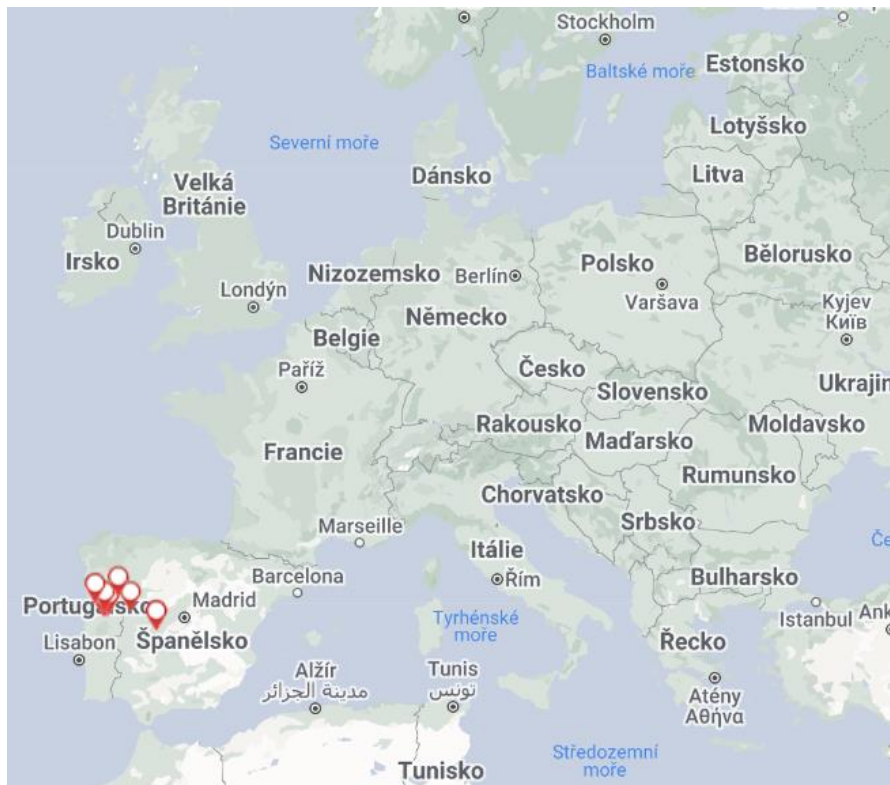 Stockholm
Estonsko
Baltské moře
Lotyšsko
Severní moře
Litva
Dánsko
Velká
Británie
Dublin
Irsko
Bělorusko
Polsko
Nizozemsko
Berlín
Londýn
Varšava
Kyjev
Київ
Německo
Belgie
Paříž
Česko
Slovensko
Ukrajin
Rakousko
Moldavsko
Maďarsko
Francie
Rumunsko
Chorvatsko
Srbsko
Marseille
Itálie
Če
Řím
Barcelona
Bulharsko
Portugalsko
Madrid
Istanbul
Ank
Tyrhénské
moře
Lisabon
Španělsko
Řecko
Alžír
مدينة الجزائر
Tunis
تونس
Atény
Αθήνα
Středozemní
moře
Tunisko